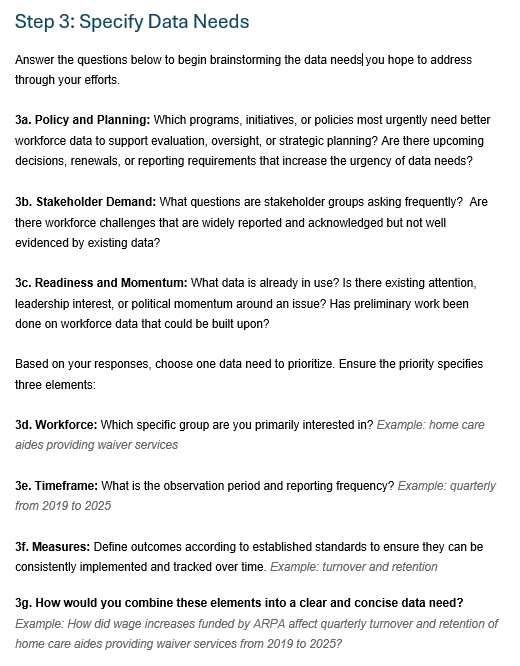 Step 3: Specify Data Needs
Answer the questions below to begin brainstorming the data needs you hope to address
through your efforts.
3a. Policy and Planning: Which programs, initiatives, or policies most urgently need better
workforce data to support evaluation, oversight, or strategic planning? Are there upcoming
decisions, renewals, or reporting requirements that increase the urgency of data needs?
3b. Stakeholder Demand: What questions are stakeholder groups asking frequently?  Are
there workforce challenges that are widely reported and acknowledged but not well
evidenced by existing data?
3c. Readiness and Momentum: What data is already in use? Is there existing attention,
leadership interest, or political momentum around an issue? Has preliminary work been
done on workforce data that could be built upon?
Based on your responses, choose one data need to prioritize. Ensure the priority specifies
three elements:
3d. Workforce: Which specific group are you primarily interested in? Example: home care
aides providing waiver services
3e. Timeframe: What is the observation period and reporting frequency? Example: quarterly
from 2019 to 2025
3f. Measures: Define outcomes according to established standards to ensure they can be
consistently implemented and tracked over time. Example: turnover and retention
3g. How would you combine these elements into a clear and concise data need?
Example: How did wage increases funded by ARPA affect quarterly turnover and retention of
home care aides providing waiver services from 2019 to 2025?